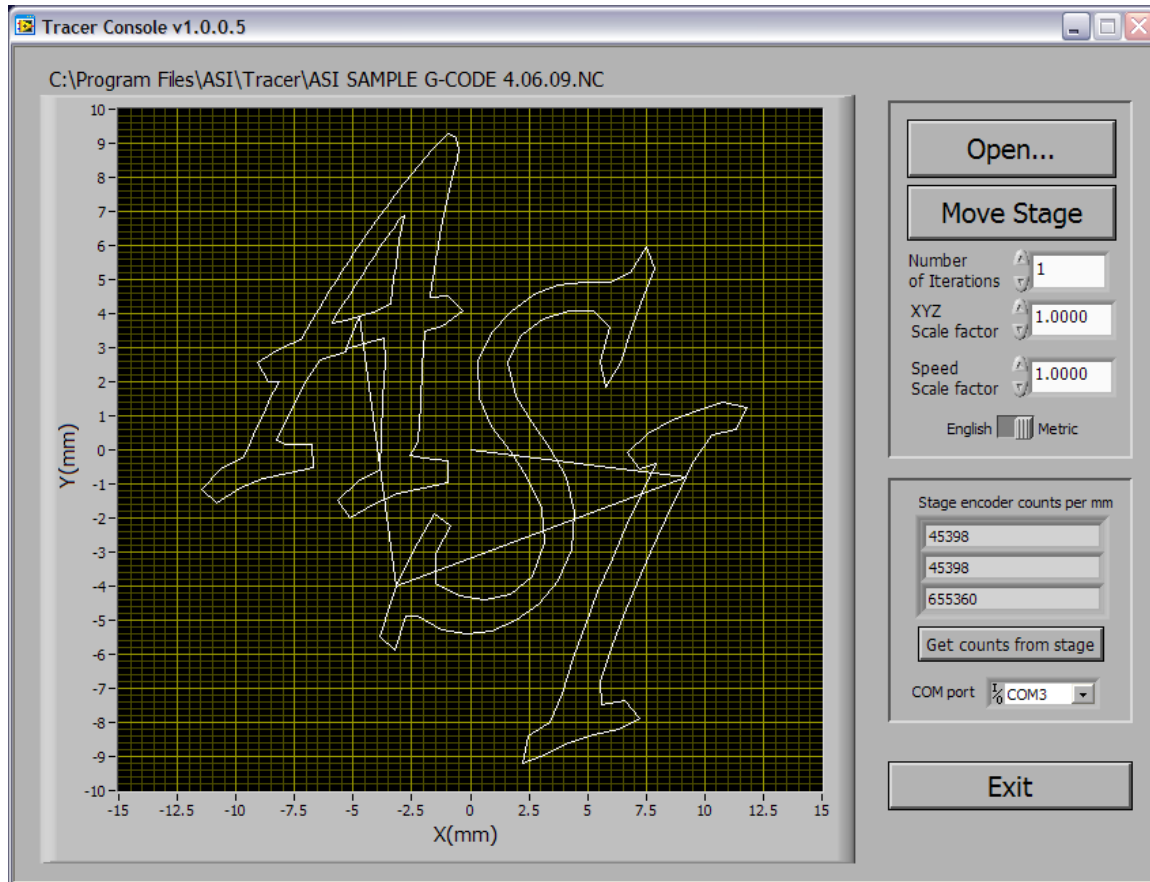 Tracer Console v1.0.0.5
C:\Program Files\ASI\Tracer\ASI SAMPLE G-CODE 4.06.09.NC
10
9
8
7
6
5
4
3
2
1
0
-1
-2
-3
-4
-5
-6
-7
-8
-9
-10
Y(mm)
-15 -12.5 -10 -7.5 -5 -2.5 0 2.5 5 7.5 10 12.5 15
X(mm)
Open...
Move Stage
Number
of Iterations
1
XYZ
Scale factor
1.0000
Speed
Scale factor
1.0000
English Metric
Stage encoder counts per mm
45398
45398
655360
Get counts from stage
COM port I/0 COM3
Exit